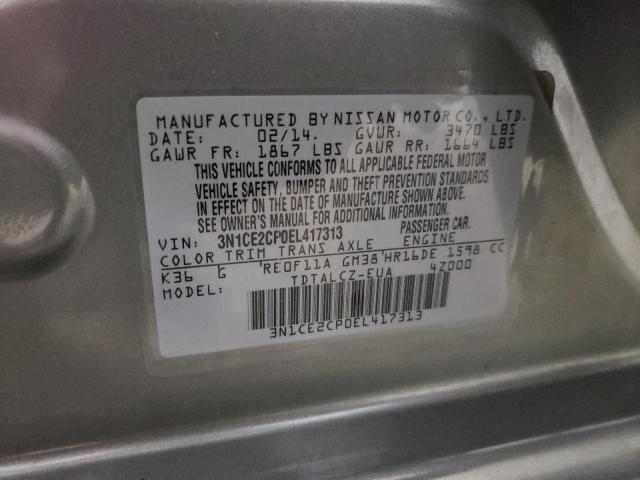 MANUFACTURED BY NISSAN MOTOR CO., LTD.
DATE: 02/14. GVWR: 3470 LBS
GAWR FR: 1867 LBS GAWR RR: 1664 LBS
THIS VEHICLE CONFORMS TO ALL APPLICABLE FEDERAL MOTOR
VEHICLE SAFETY, BUMPER AND THEFT PREVENTION STANDARDS
IN EFFECT ON THE DATE OF MANUFACTURE SHOWN ABOVE.
SEE OWNER'S MANUAL FOR ADDITIONAL INFORMATION.
VIN: 3N1CE2CP0EL417313 PASSENGER CAR.
COLOR TRIM TRANS AXLE ENGINE
K36 G RE0F11A GM38 HR16DE 1598 CC
MODEL: TDTALCZ-EUA 4Z000
3N1CE2CP0EL417313